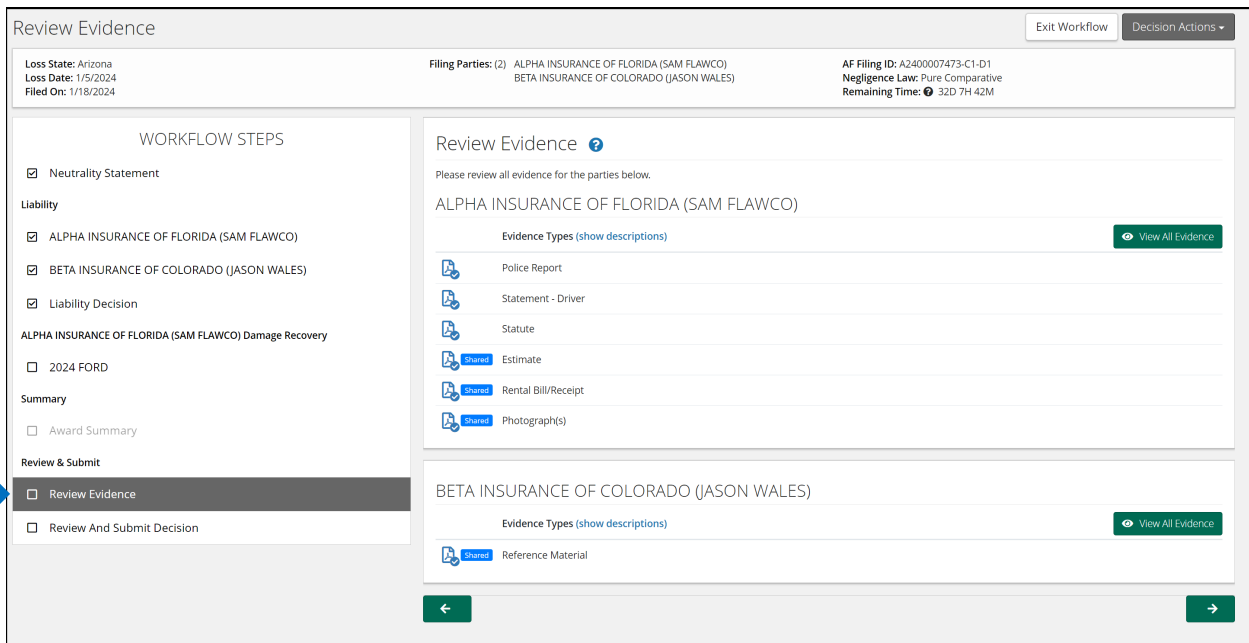 Review Evidence
Exit Workflow
Decision Actions
Loss State: Arizona
Loss Date: 1/5/2024
Filed On: 1/18/2024
Filing Parties: (2) ALPHA INSURANCE OF FLORIDA (SAM FLAWCO)
BETA INSURANCE OF COLORADO (JASON WALES)
AF Filing ID: A2400007473-C1-D1
Negligence Law: Pure Comparative
Remaining Time: ? 32D 7H 42M
WORKFLOW STEPS
Neutrality Statement
Liability
ALPHA INSURANCE OF FLORIDA (SAM FLAWCO)
BETA INSURANCE OF COLORADO (JASON WALES)
Liability Decision
ALPHA INSURANCE OF FLORIDA (SAM FLAWCO) Damage Recovery
2024 FORD
Summary
Award Summary
Review & Submit
Review Evidence
Review And Submit Decision
Review Evidence ?
Please review all evidence for the parties below.
ALPHA INSURANCE OF FLORIDA (SAM FLAWCO)
Evidence Types (show descriptions)
View All Evidence
Police Report
Statement - Driver
Statute
Shared Estimate
Shared Rental Bill/Receipt
Shared Photograph(s)
BETA INSURANCE OF COLORADO (JASON WALES)
Evidence Types (show descriptions)
View All Evidence
Shared Reference Material